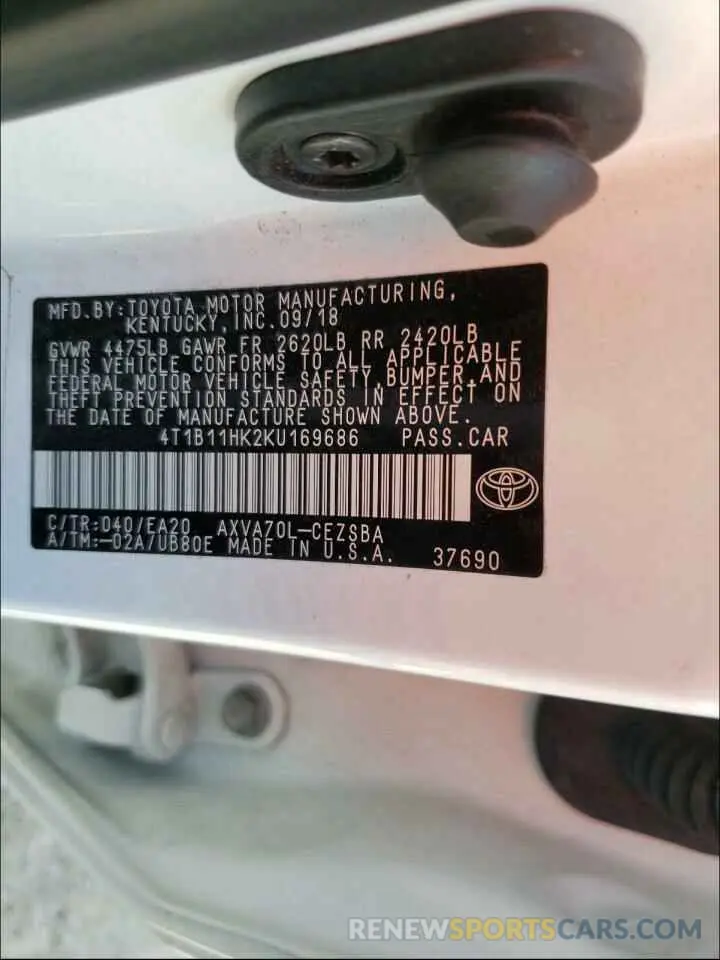 MFD.BY:TOYOTA MOTOR MANUFACTURING,
KENTUCKY, INC.09/18
GVWR 4475LB GAWR FR 2620LB RR 2420LB
THIS VEHICLE CONFORMS TO ALL APPLICABLE
FEDERAL MOTOR VEHICLE SAFETY,BUMPER,AND
THEFT PREVENTION STANDARDS IN EFFECT ON
THE DATE OF MANUFACTURE SHOWN ABOVE.
4T1B11HK2KU169686 PASS.CAR
C/TR:040/EA20 AXVA70L-CEZSBA
A/TM:-02A/UB80E MADE IN U.S.A. 37690
RENEWSPORTSCARS.COM